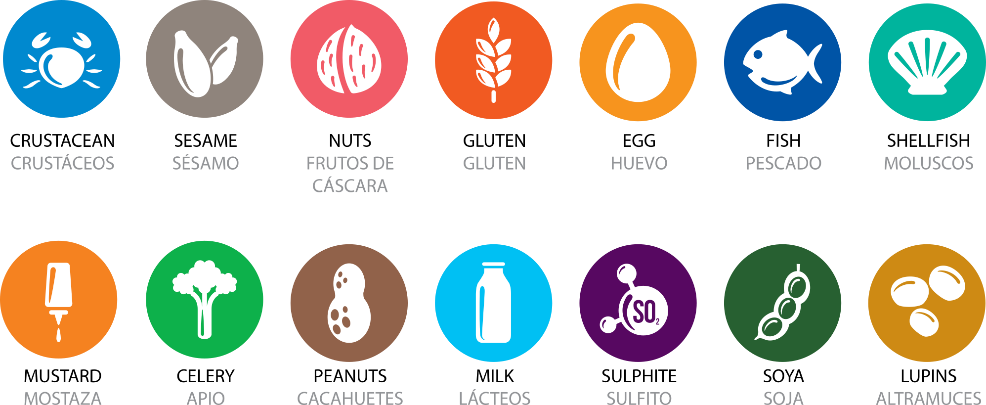 CRUSTACEAN
CRUSTÁCEOS
SESAME
SÉSAMO
NUTS
FRUTOS DE
CÁSCARA
GLUTEN
GLUTEN
EGG
HUEVO
FISH
PESCADO
SHELLFISH
MOLUSCOS
MUSTARD
MOSTAZA
CELERY
APIO
PEANUTS
CACAHUETES
MILK
LÁCTEOS
SO₂
SULPHITE
SULFITO
SOYA
SOJA
LUPINS
ALTRAMUCES